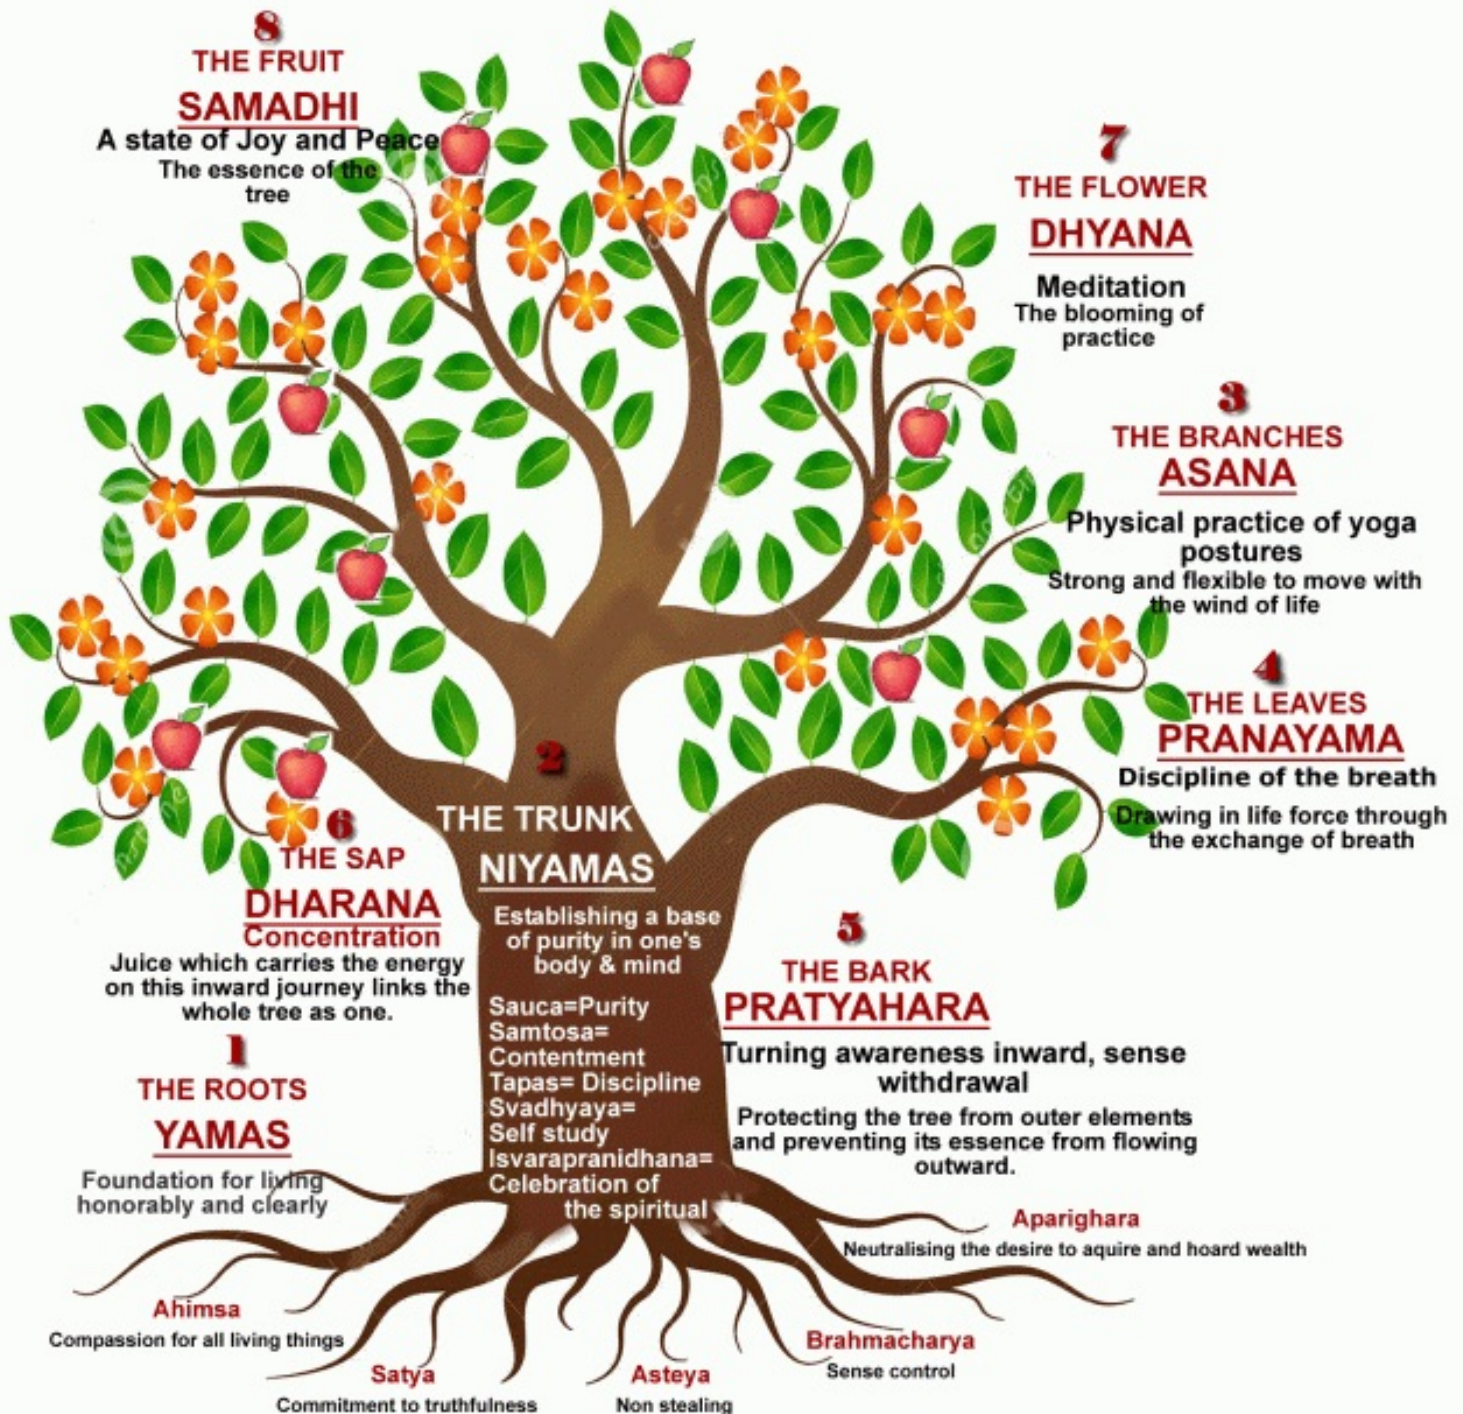 8
THE FRUIT
SAMADHI
A state of Joy and Peace
The essence of the
tree
7
THE FLOWER
DHYANA
Meditation
The blooming of
practice
3
THE BRANCHES
ASANA
Physical practice of yoga
postures
Strong and flexible to move with
the wind of life
4
THE LEAVES
PRANAYAMA
Discipline of the breath
Drawing in life force through
the exchange of breath
2
THE TRUNK
NIYAMAS
Establishing a base
of purity in one's
body & mind
Sauca=Purity
Samtosa=
Contentment
Tapas= Discipline
Svadhyaya=
Self study
Isvarapranidhana=
Celebration of
the spiritual
6
THE SAP
DHARANA
Concentration
Juice which carries the energy
on this inward journey links the
whole tree as one.
5
THE BARK
PRATYAHARA
Turning awareness inward, sense
withdrawal
Protecting the tree from outer elements
and preventing its essence from flowing
outward.
1
THE ROOTS
YAMAS
Foundation for living
honorably and clearly
Aparighara
Neutralising the desire to aquire and hoard wealth
Ahimsa
Compassion for all living things
Satya
Commitment to truthfulness
Asteya
Non stealing
Brahmacharya
Sense control